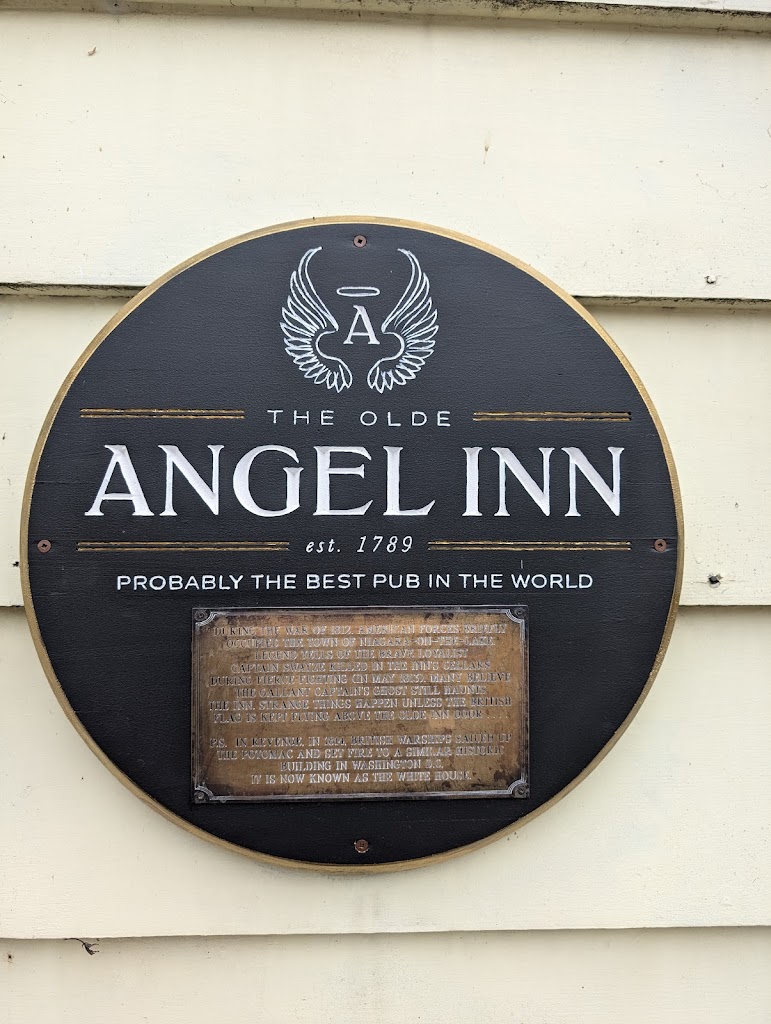 A
THE OLDE
ANGEL INN
est. 1789
PROBABLY THE BEST PUB IN THE WORLD
DURING THE WAR OF 1812, AMERICAN FORCES BRIEFLY
OCCUPIED THE TOWN OF NIAGARA-ON-THE-LAKE
LEGEND TELLS OF THE BRAVE LOYALIST
CAPTAIN SWAYZE KILLED IN THE INN'S CELLARS
DURING FIERCE FIGHTING ON MAY MANY BELIEVE
THE GALLANT CAPTAIN'S GHOST STILL HAUNTS
THE INN. STRANGE THINGS HAPPEN UNLESS THE BRITISH
FLAG IS KEPT FLYING ABOVE THE OLDE INN DOOR
P.S. IN REVENGE, IN 1814, BRITISH WARSHIPS SAILED UP
THE POTOMAC AND SET FIRE TO A SIMILAR HISTORIC
BUILDING IN WASHINGTON D.C.
IT IS NOW KNOWN AS THE WHITE HOUSE.